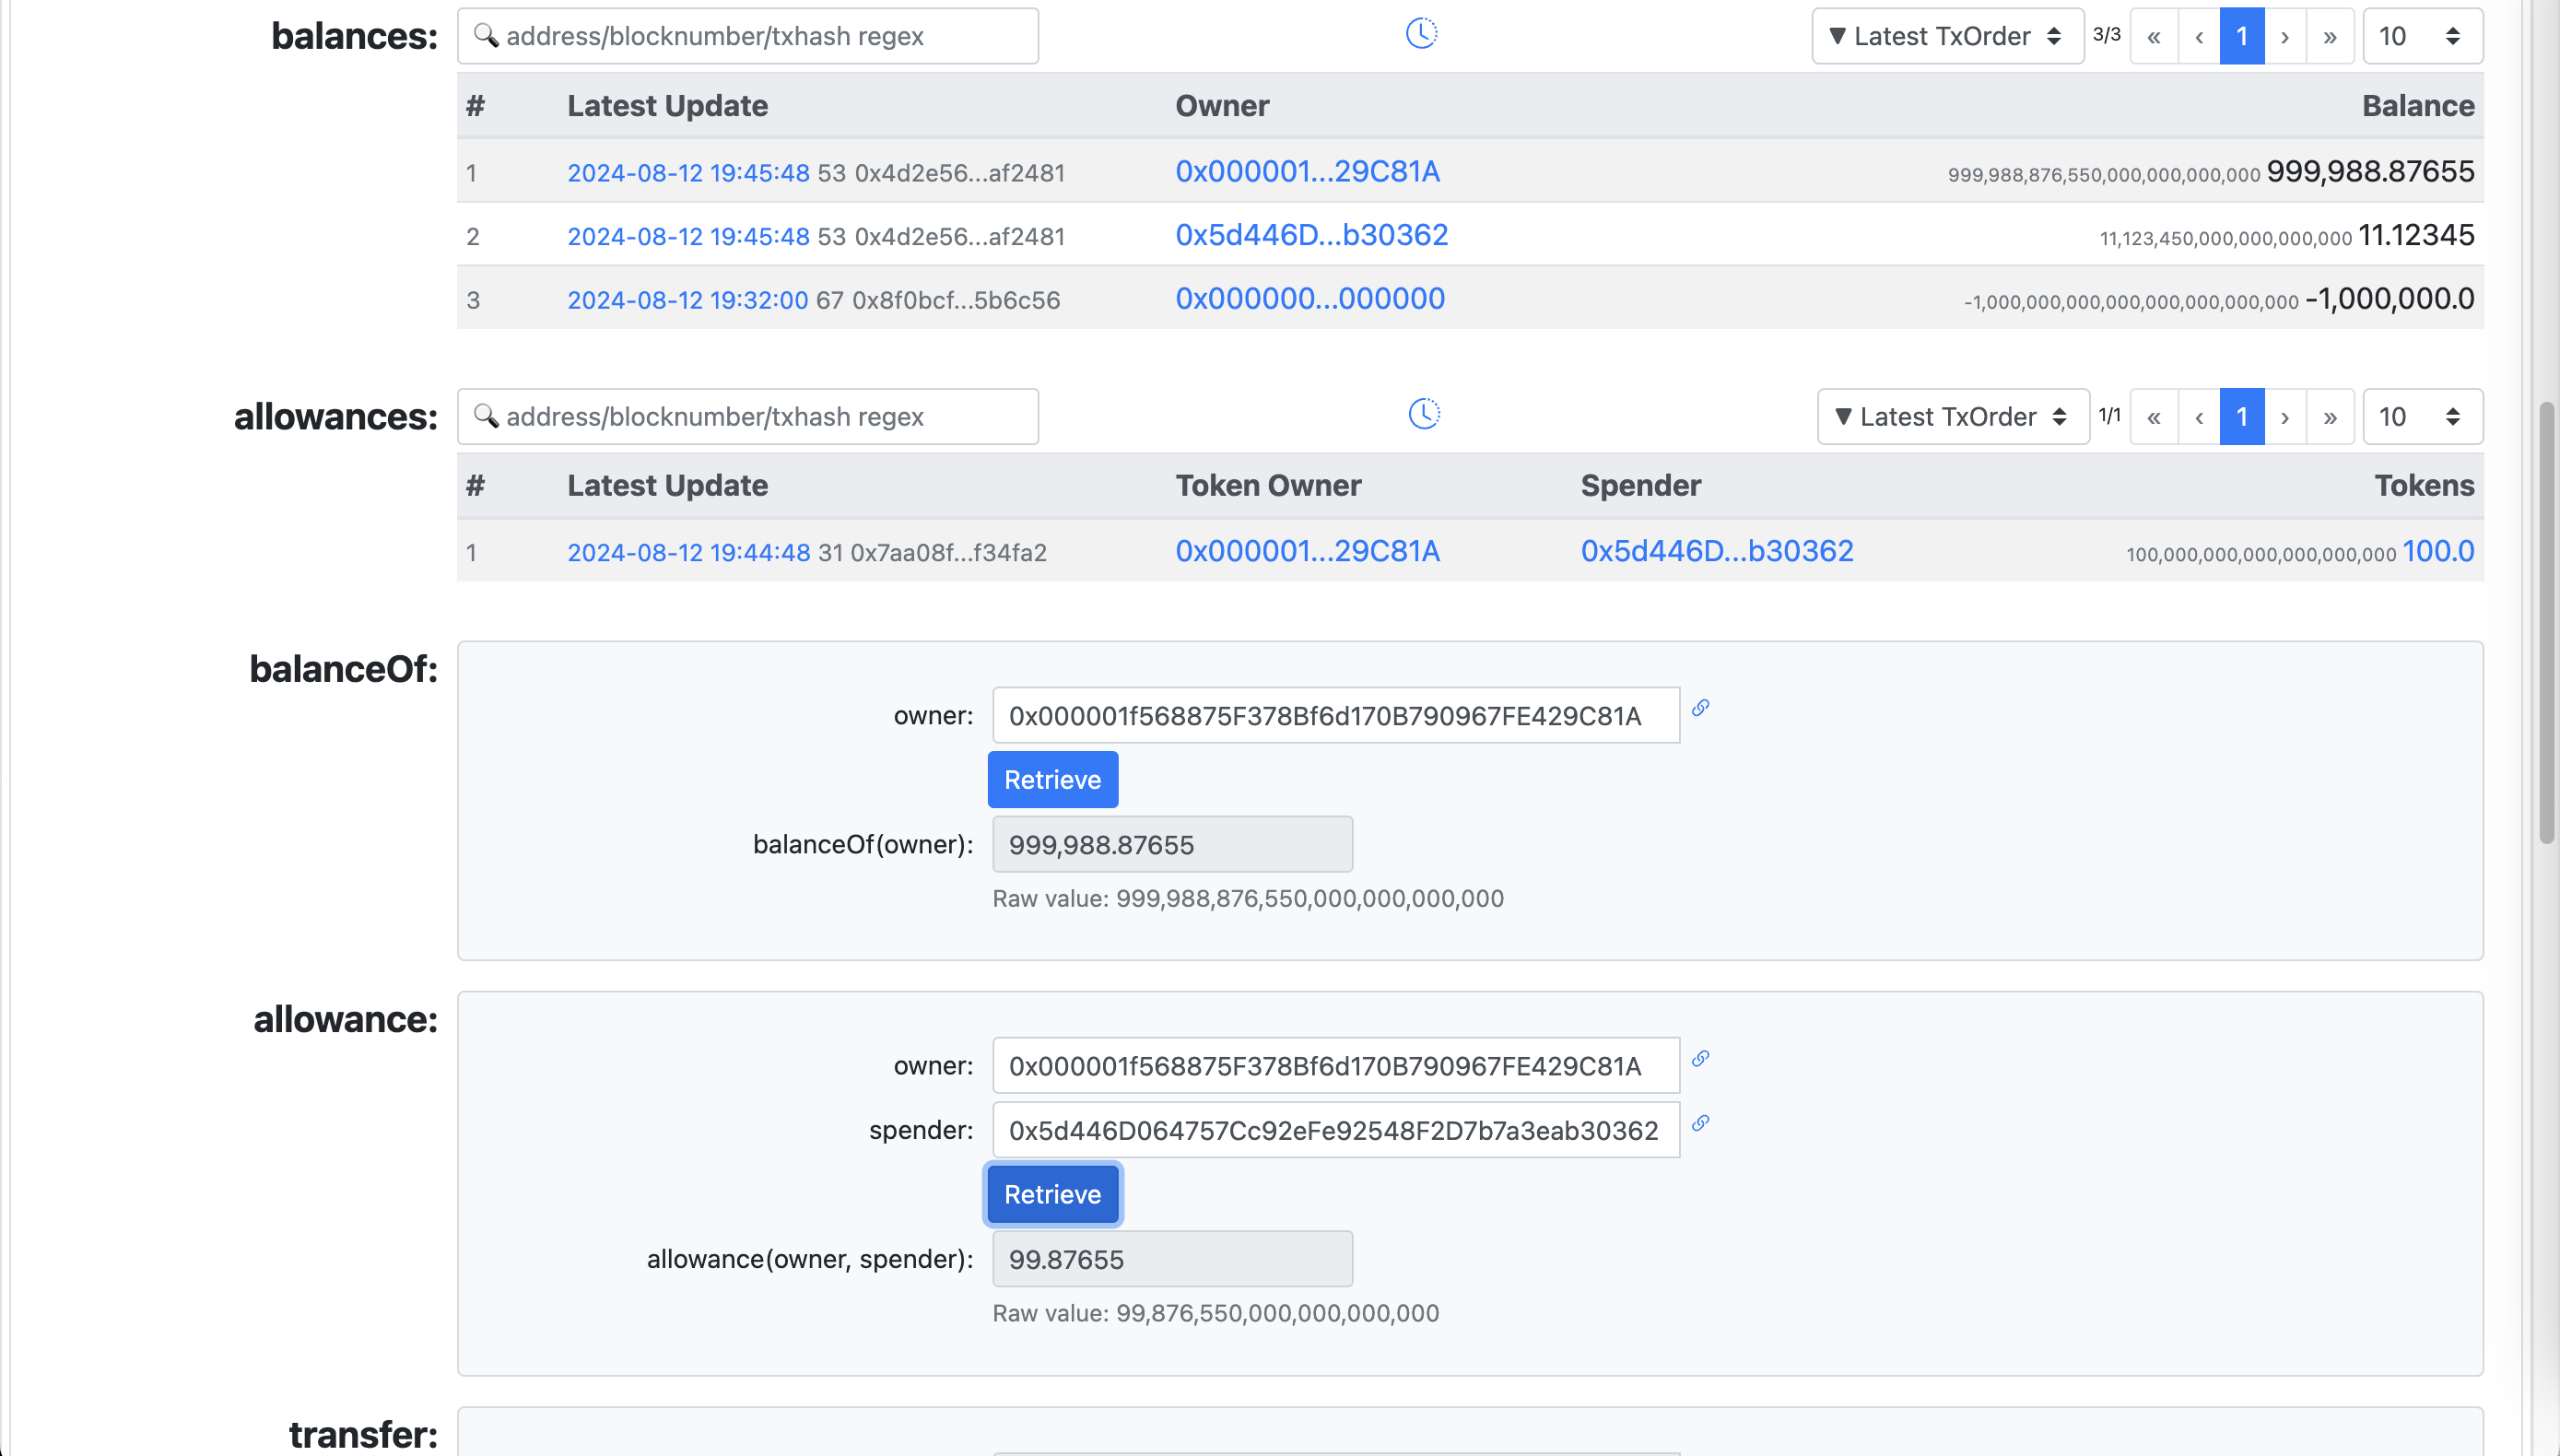 balances: address/blocknumber/txhash regex ▼ Latest TxOrder 3/3 « ‹ 1 › » 10
# Latest Update Owner Balance
1 2024-08-12 19:45:48 53 0x4d2e56...af2481 0x000001...29C81A 999,988,876,550,000,000,000,000 999,988.87655
2 2024-08-12 19:45:48 53 0x4d2e56...af2481 0x5d446D...b30362 11,123,450,000,000,000,000 11.12345
3 2024-08-12 19:32:00 67 0x8f0bcf...5b6c56 0x000000...000000 -1,000,000,000,000,000,000,000,000 -1,000,000.0
allowances: address/blocknumber/txhash regex ▼ Latest TxOrder 1/1 « ‹ 1 › » 10
# Latest Update Token Owner Spender Tokens
1 2024-08-12 19:44:48 31 0x7aa08f...f34fa2 0x000001...29C81A 0x5d446D...b30362 100,000,000,000,000,000,000 100.0
balanceOf:
owner: 0x000001f568875F378Bf6d170B790967FE429C81A
Retrieve
balanceOf(owner): 999,988.87655
Raw value: 999,988,876,550,000,000,000,000
allowance:
owner: 0x000001f568875F378Bf6d170B790967FE429C81A
spender: 0x5d446D064757Cc92eFe92548F2D7b7a3eab30362
Retrieve
allowance(owner, spender): 99.87655
Raw value: 99,876,550,000,000,000,000
transfer: